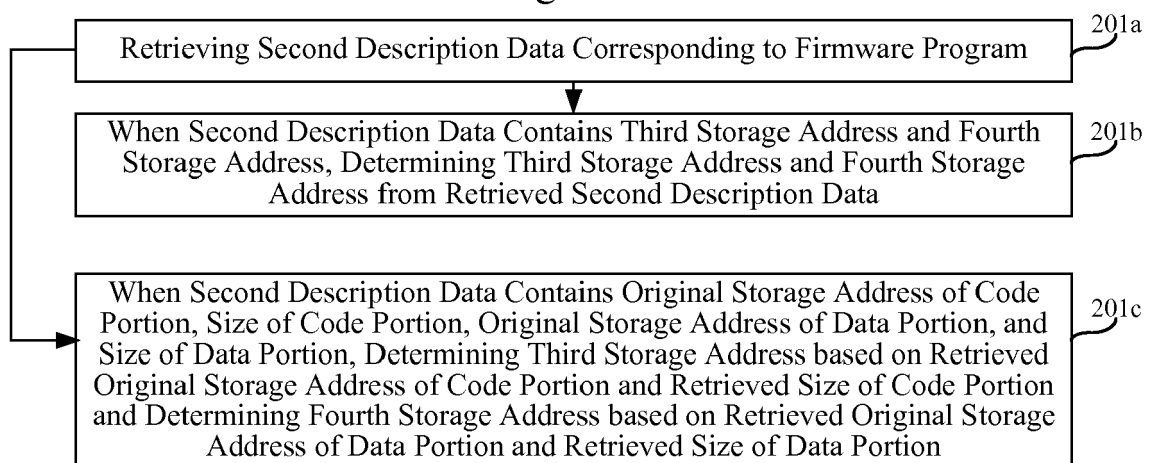 201a
Retrieving Second Description Data Corresponding to Firmware Program
When Second Description Data Contains Third Storage Address and Fourth
201b
Storage Address, Determining Third Storage Address and Fourth Storage
Address from Retrieved Second Description Data
When Second Description Data Contains Original Storage Address of Code
201c
Portion, Size of Code Portion, Original Storage Address of Data Portion, and
Size of Data Portion, Determining Third Storage Address based on Retrieved
Original Storage Address of Code Portion and Retrieved Size of Code Portion
and Determining Fourth Storage Address based on Retrieved Original Storage
Address of Data Portion and Retrieved Size of Data Portion